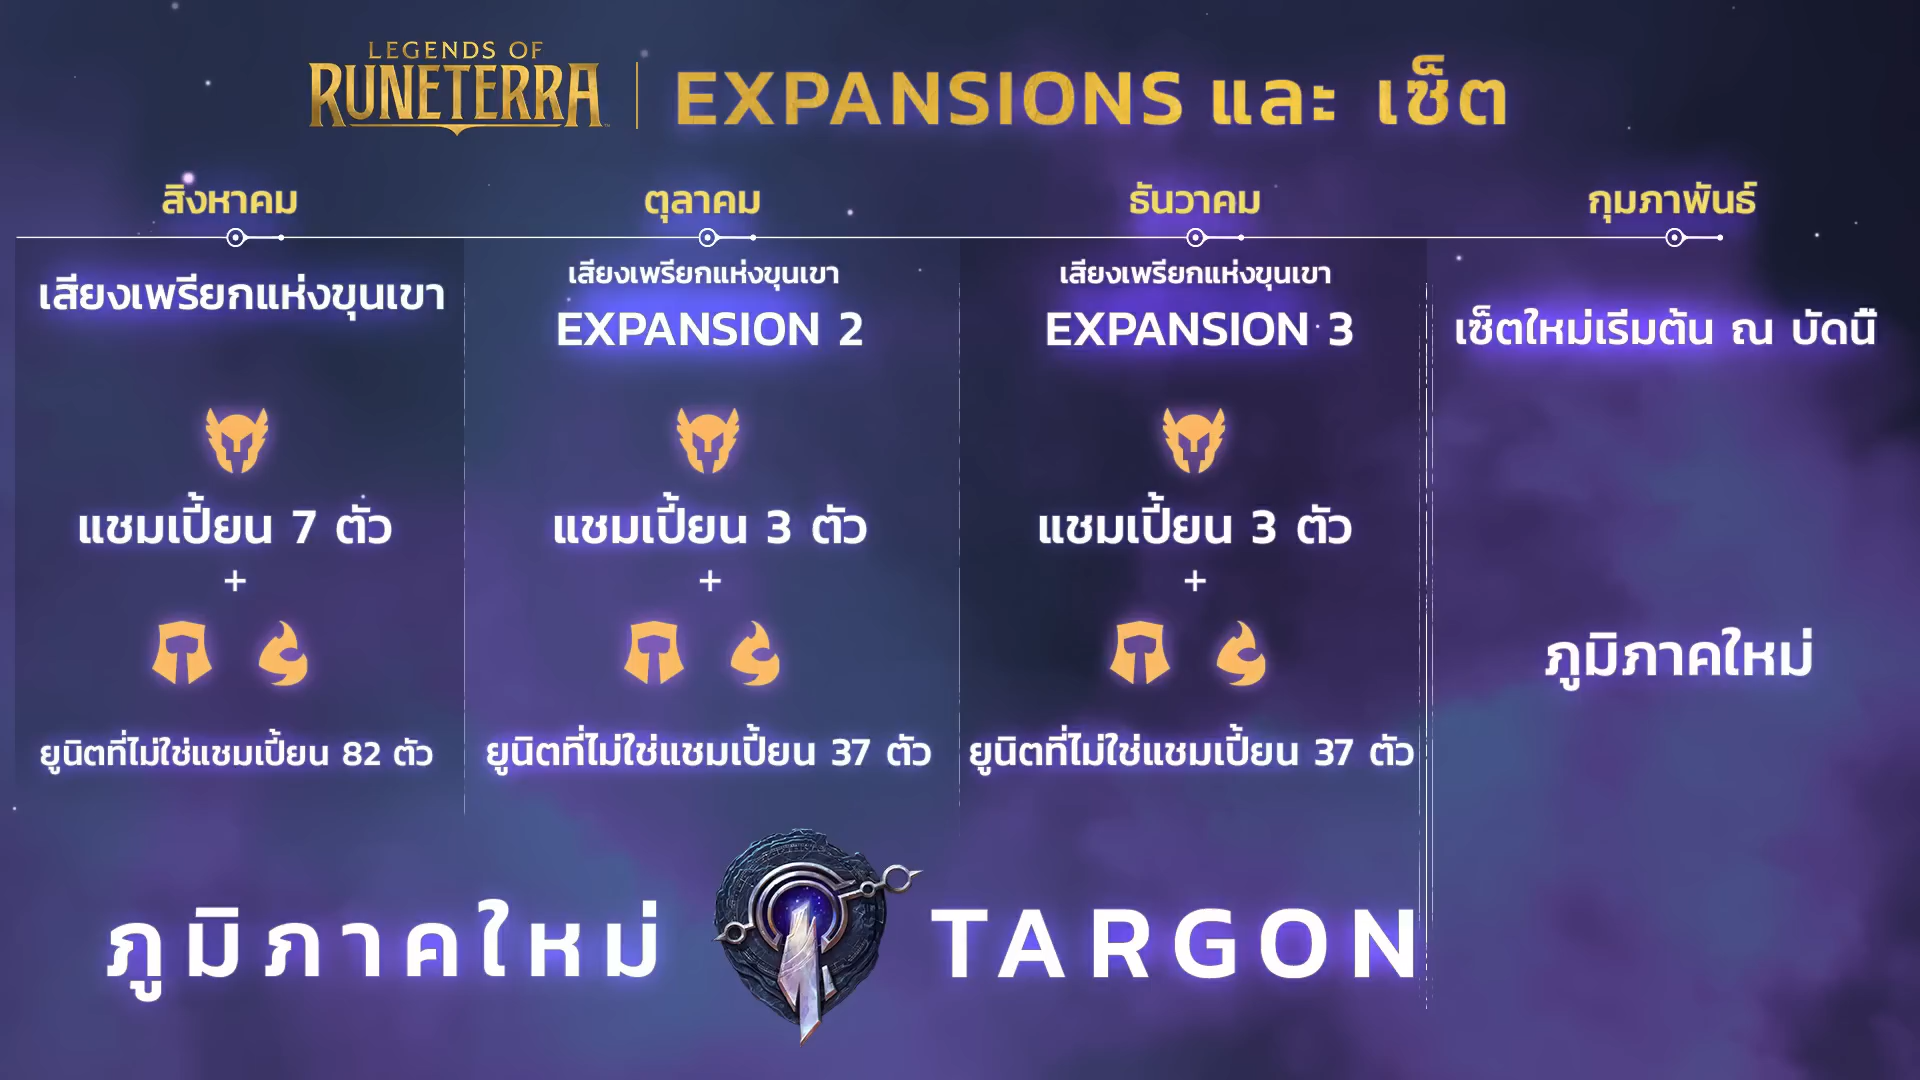 LEGENDS OF
RUNETERRA
EXPANSIONS และ เซ็ต
สิงหาคม
เสียงเพรียกแห่งขุนเขา
แชมเปี้ยน 7 ตัว
+
ยูนิตที่ไม่ใช่แชมเปี้ยน 82 ตัว
ตุลาคม
เสียงเพรียกแห่งขุนเขา
EXPANSION 2
แชมเปี้ยน 3 ตัว
+
ยูนิตที่ไม่ใช่แชมเปี้ยน 37 ตัว
ธันวาคม
เสียงเพรียกแห่งขุนเขา
EXPANSION 3
แชมเปี้ยน 3 ตัว
+
ยูนิตที่ไม่ใช่แชมเปี้ยน 37 ตัว
กุมภาพันธ์
เซ็ตใหม่เริ่มต้น ณ บัดนี้
ภูมิภาคใหม่
ภูมิภาคใหม่ TARGON